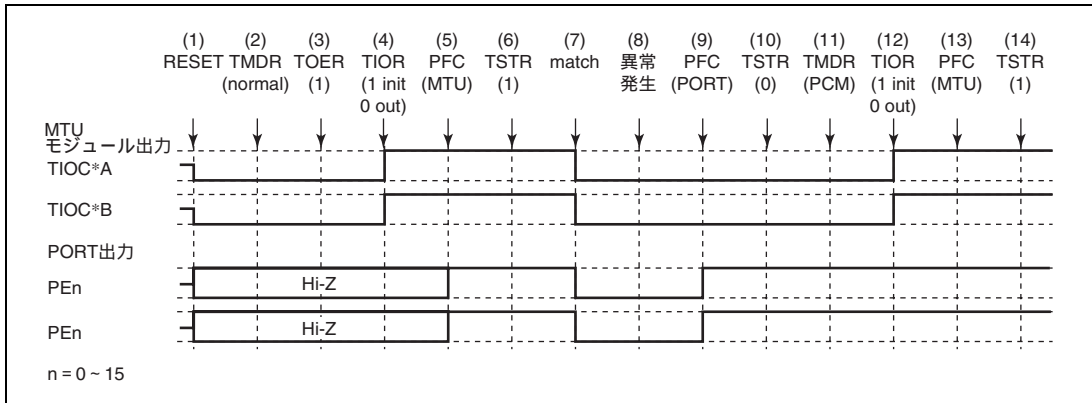 (1) (2) (3) (4) (5) (6) (7) (8) (9) (10) (11) (12) (13) (14)
RESET TMDR TOER TIOR PFC TSTR match 異常 PFC TSTR TMDR TIOR PFC TSTR
(normal) (1) (1 init (MTU) (1) 発生 (PORT) (0) (PCM) (1 init (MTU) (1)
0 out) 0 out)
MTU
モジュール出力
TIOC*A
TIOC*B
PORT出力
PEn Hi-Z
PEn Hi-Z
n = 0 ~ 15